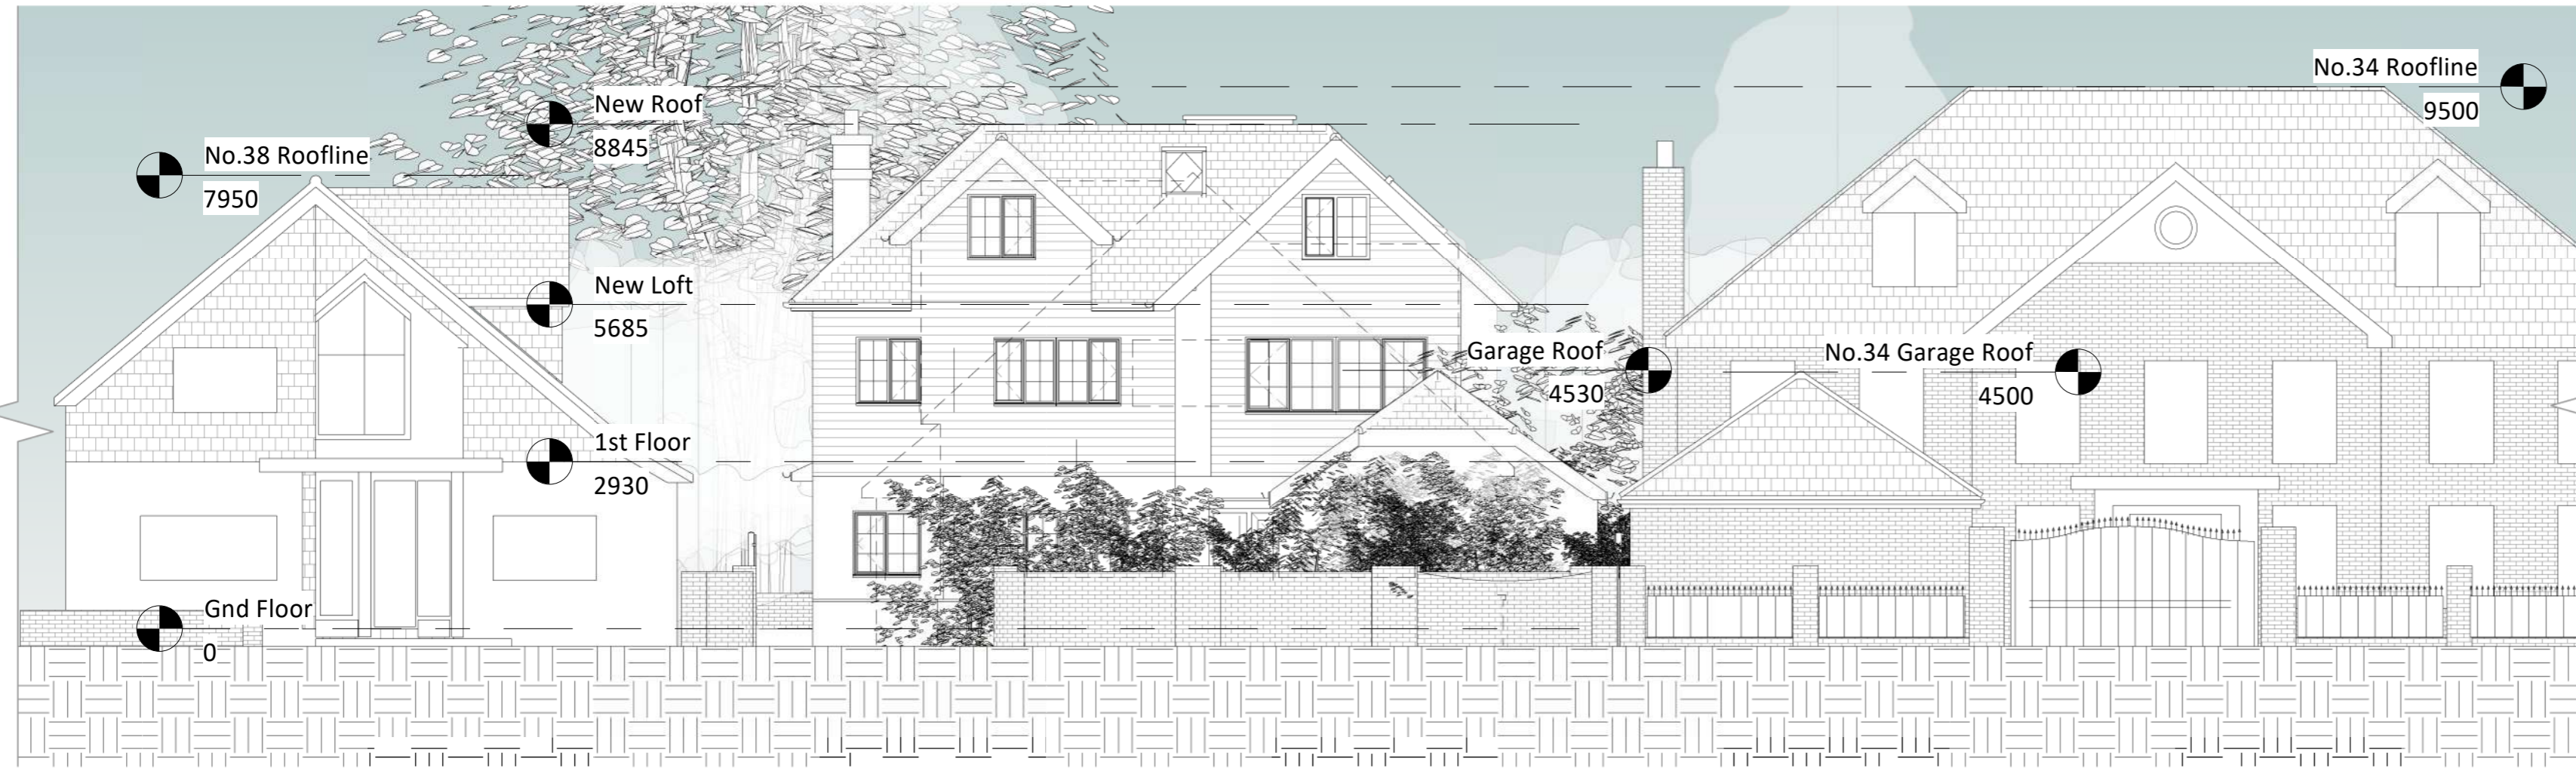 No.34 Roofline
9500
New Roof
8845
No.38 Roofline
7950
New Loft
5685
Garage Roof
4530
No.34 Garage Roof
4500
1st Floor
2930
Gnd Floor
0